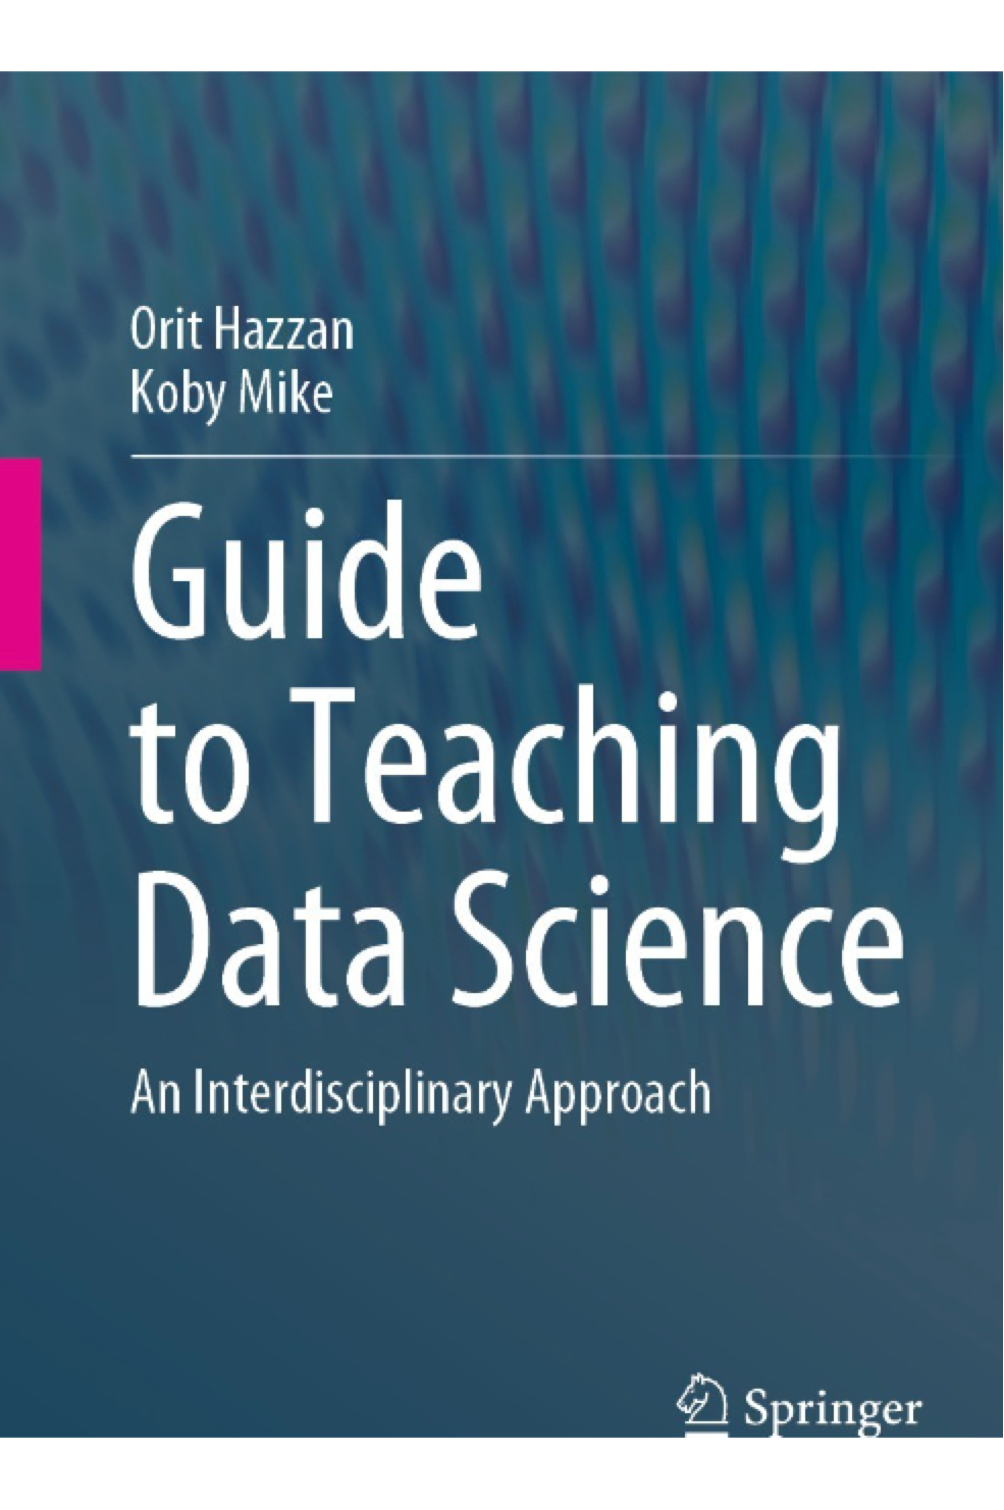 Orit Hazzan
Koby Mike
Guide
to Teaching
Data Science
An Interdisciplinary Approach
Springer